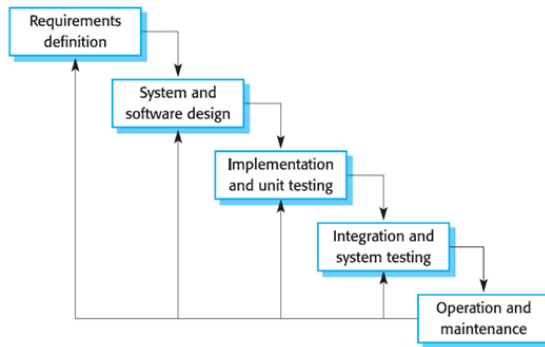 Requirements
definition
System and
software design
Implementation
and unit testing
Integration and
system testing
Operation and
maintenance